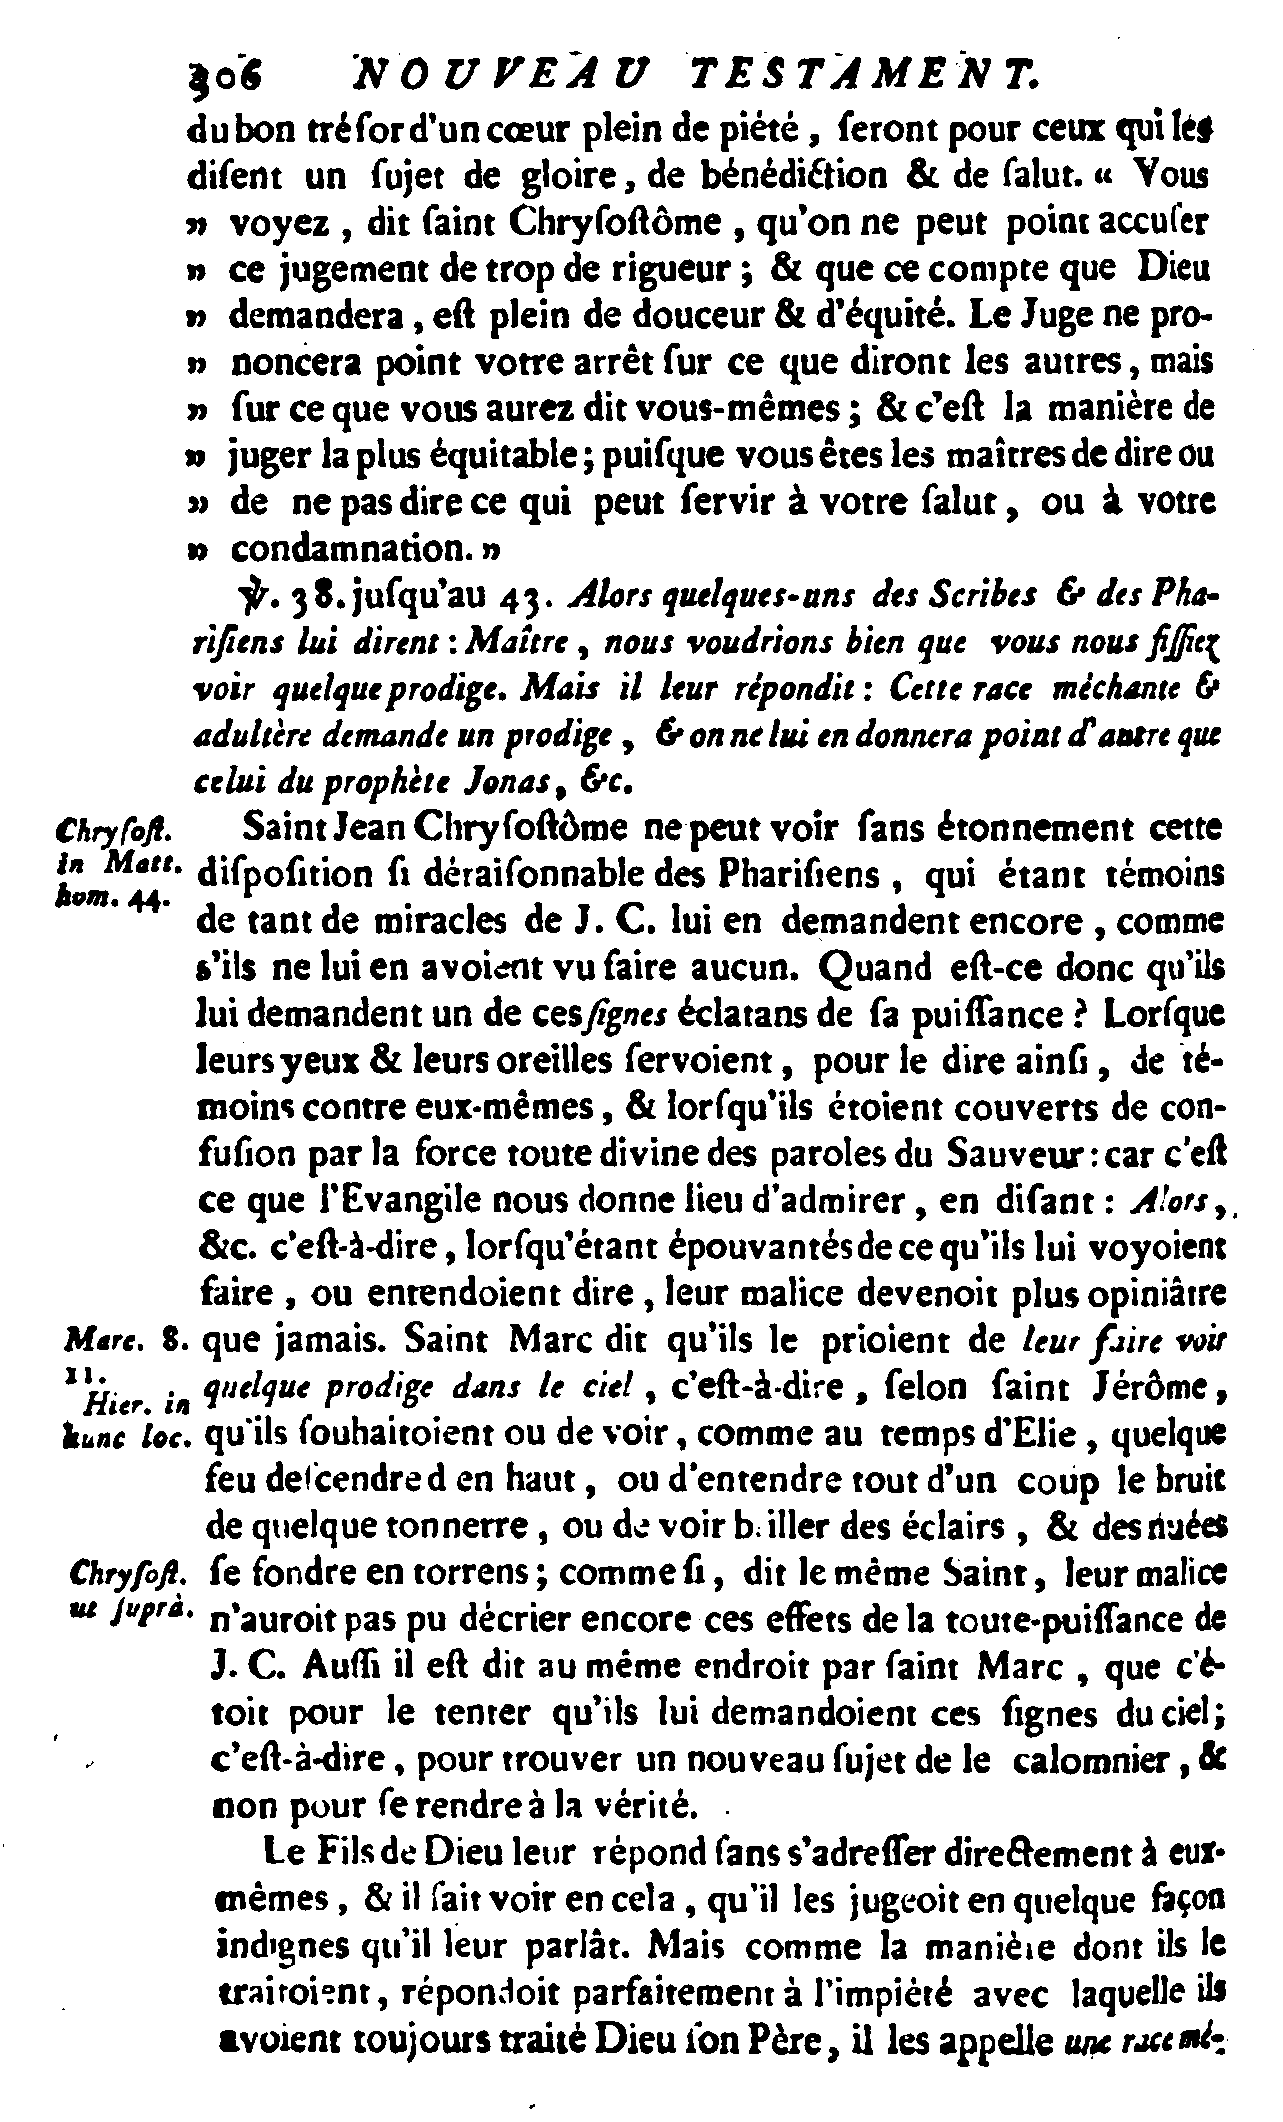 306 NOUVEAU TESTAMENT.
du bon tréſor d'un cœur plein de piété, ſeront pour ceux qui les
diſent un ſujet de gloire, de bénédiction & de ſalut. « Vous
» voyez, dit ſaint Chryſoſtôme, qu'on ne peut point accuſer
» ce jugement de trop de rigueur; & que ce compte que Dieu
» demandera, eſt plein de douceur & d'équité. Le Juge ne pro-
» noncera point votre arrêt ſur ce que diront les autres, mais
» ſur ce que vous aurez dit vous-mêmes; & c'eſt la manière de
» juger la plus équitable; puiſque vous êtes les maîtres de dire ou
» de ne pas dire ce qui peut ſervir à votre ſalut, ou à votre
» condamnation. »
℣. 38. juſqu'au 43. Alors quelques-uns des Scribes & des Pha-
riſiens lui dirent : Maître, nous voudrions bien que vous nous fiſſiez
voir quelque prodige. Mais il leur répondit : Cette race méchante &
adultère demande un prodige, & on ne lui en donnera point d'autre que
celui du prophète Jonas, &c.
Chryſoſt.
in Matt.
hom. 44.
Saint Jean Chryſoſtôme ne peut voir ſans étonnement cette
diſpoſition ſi déraiſonnable des Phariſiens, qui étant témoins
de tant de miracles de J. C. lui en demandent encore, comme
s'ils ne lui en avoient vu faire aucun. Quand eſt-ce donc qu'ils
lui demandent un de ces ſignes éclatans de ſa puiſſance ? Lorſque
leurs yeux & leurs oreilles ſervoient, pour le dire ainſi, de té-
moins contre eux-mêmes, & lorſqu'ils étoient couverts de con-
fuſion par la force toute divine des paroles du Sauveur : car c'eſt
ce que l'Evangile nous donne lieu d'admirer, en diſant : Alors,
&c. c'eſt-à-dire, lorſqu'étant épouvantés de ce qu'ils lui voyoient
faire, ou entendoient dire, leur malice devenoit plus opiniâtre
Marc. 8.
11.
Hier. in
hunc loc.
que jamais. Saint Marc dit qu'ils le prioient de leur faire voir
quelque prodige dans le ciel, c'eſt-à-dire, ſelon ſaint Jérôme,
qu'ils ſouhaitoient ou de voir, comme au temps d'Elie, quelque
feu deſcendre d en haut, ou d'entendre tout d'un coup le bruit
de quelque tonnerre, ou de voir briller des éclairs, & des nuées
Chryſoſt.
ut ſuprà.
ſe fondre en torrens; comme ſi, dit le même Saint, leur malice
n'auroit pas pu décrier encore ces effets de la toute-puiſſance de
J. C. Auſſi il eſt dit au même endroit par ſaint Marc, que c'é-
toit pour le tenter qu'ils lui demandoient ces ſignes du ciel;
c'eſt-à-dire, pour trouver un nouveau ſujet de le calomnier, &
non pour ſe rendre à la vérité.
Le Fils de Dieu leur répond ſans s'adreſſer directement à eux-
mêmes, & il fait voir en cela, qu'il les jugeoit en quelque façon
indignes qu'il leur parlât. Mais comme la manière dont ils le
traitoient, répondoit parfaitement à l'impiété avec laquelle ils
avoient toujours traité Dieu ſon Père, il les appelle une race mé-